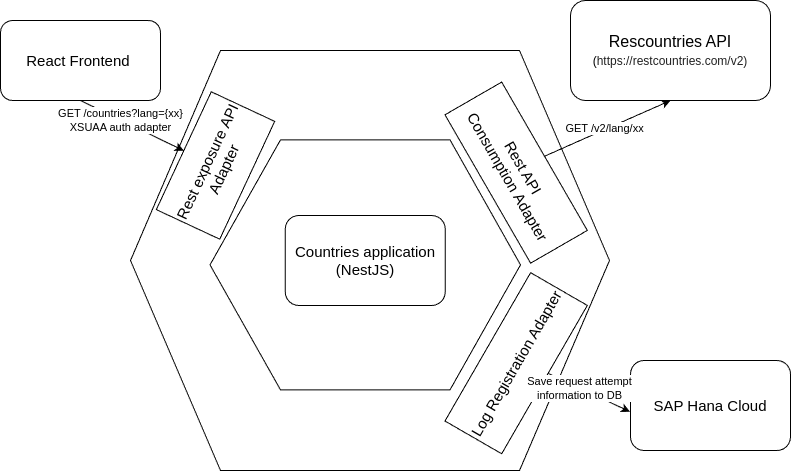 React Frontend
Rescountries API
(https://restcountries.com/v2)
GET /countries?lang={xx}
XSUAA auth adapter
GET /v2/lang/xx
Rest exposure API
Adapter
Rest API
Consumption Adapter
Countries application
(NestJS)
Log Registration Adapter
Save request attempt
information to DB
SAP Hana Cloud